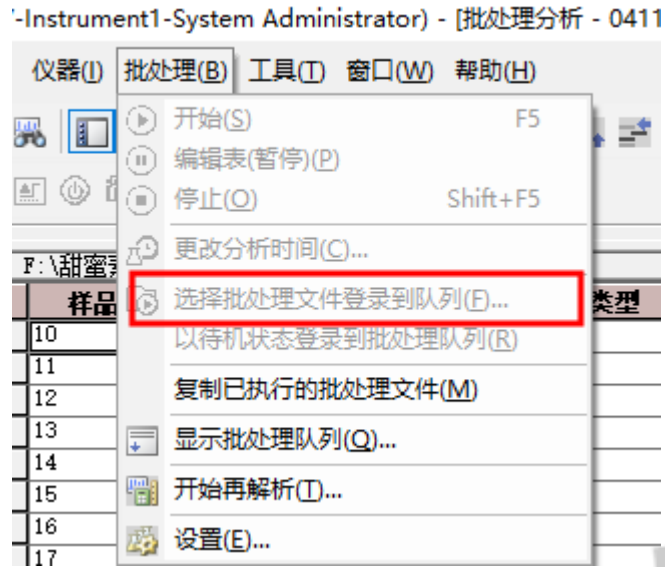 -Instrument1-System Administrator) - [批处理分析 - 0411
仪器(I) 批处理(B) 工具(T) 窗口(W) 帮助(H)
开始(S) F5
编辑表(暂停)(P)
停止(O) Shift+F5
更改分析时间(C)...
F:\甜蜜
样品
选择批处理文件登录到队列(F)...
类型
10
以待机状态登录到批处理队列(R)
11
复制已执行的批处理文件(M)
12
13
显示批处理队列(Q)...
14
开始再解析(T)...
15
16
设置(E)...
17